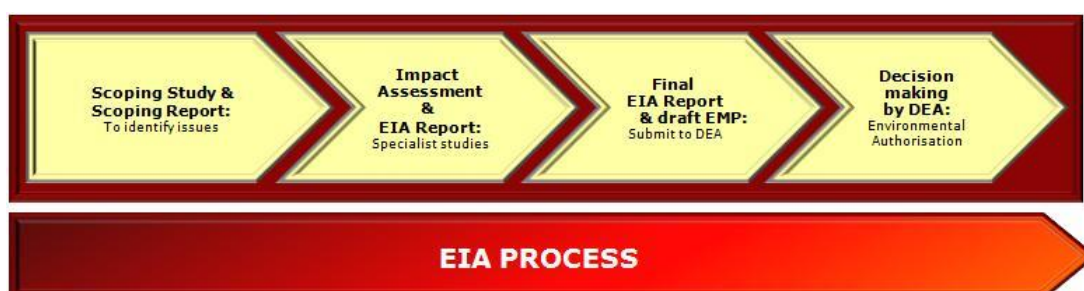 Scoping Study &
Scoping Report:
To identify issues
Impact
Assessment
&
EIA Report:
Specialist studies
Final
EIA Report
& draft EMP:
Submit to DEA
Decision
making
by DEA:
Environmental
Authorisation
EIA PROCESS